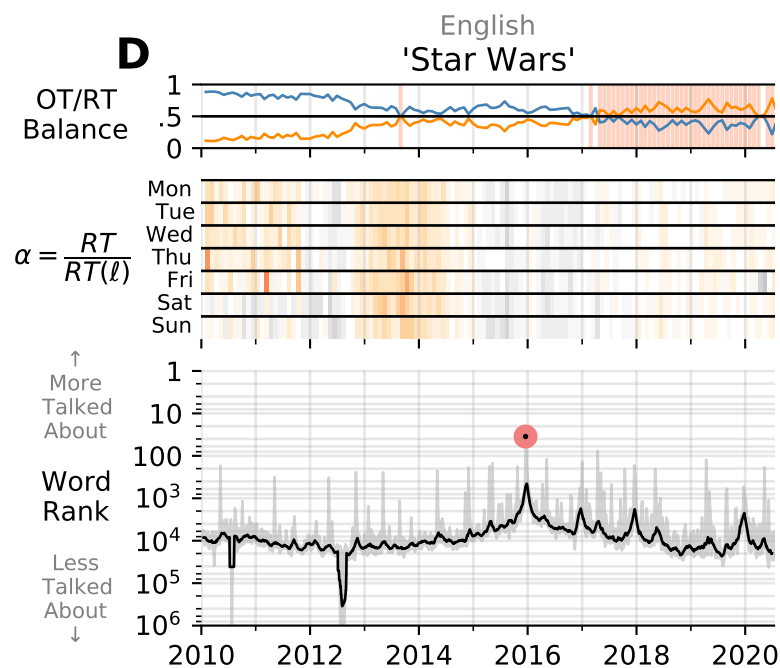 English
D 'Star Wars'
OT/RT
Balance
1
.5
0
Mon
Tue
Wed
Thu
Fri
Sat
Sun
α = RT
RT(ℓ)
↑
More
Talked
About
Word
Rank
Less
Talked
About
↓
1
10
100
10³
10⁴
10⁵
10⁶
2010 2012 2014 2016 2018 2020